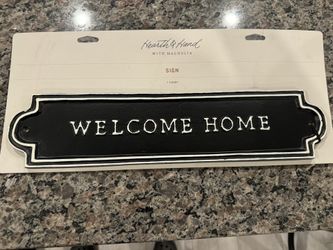 Hearth & Hand
WITH MAGNOLIA
SIGN
WELCOME HOME